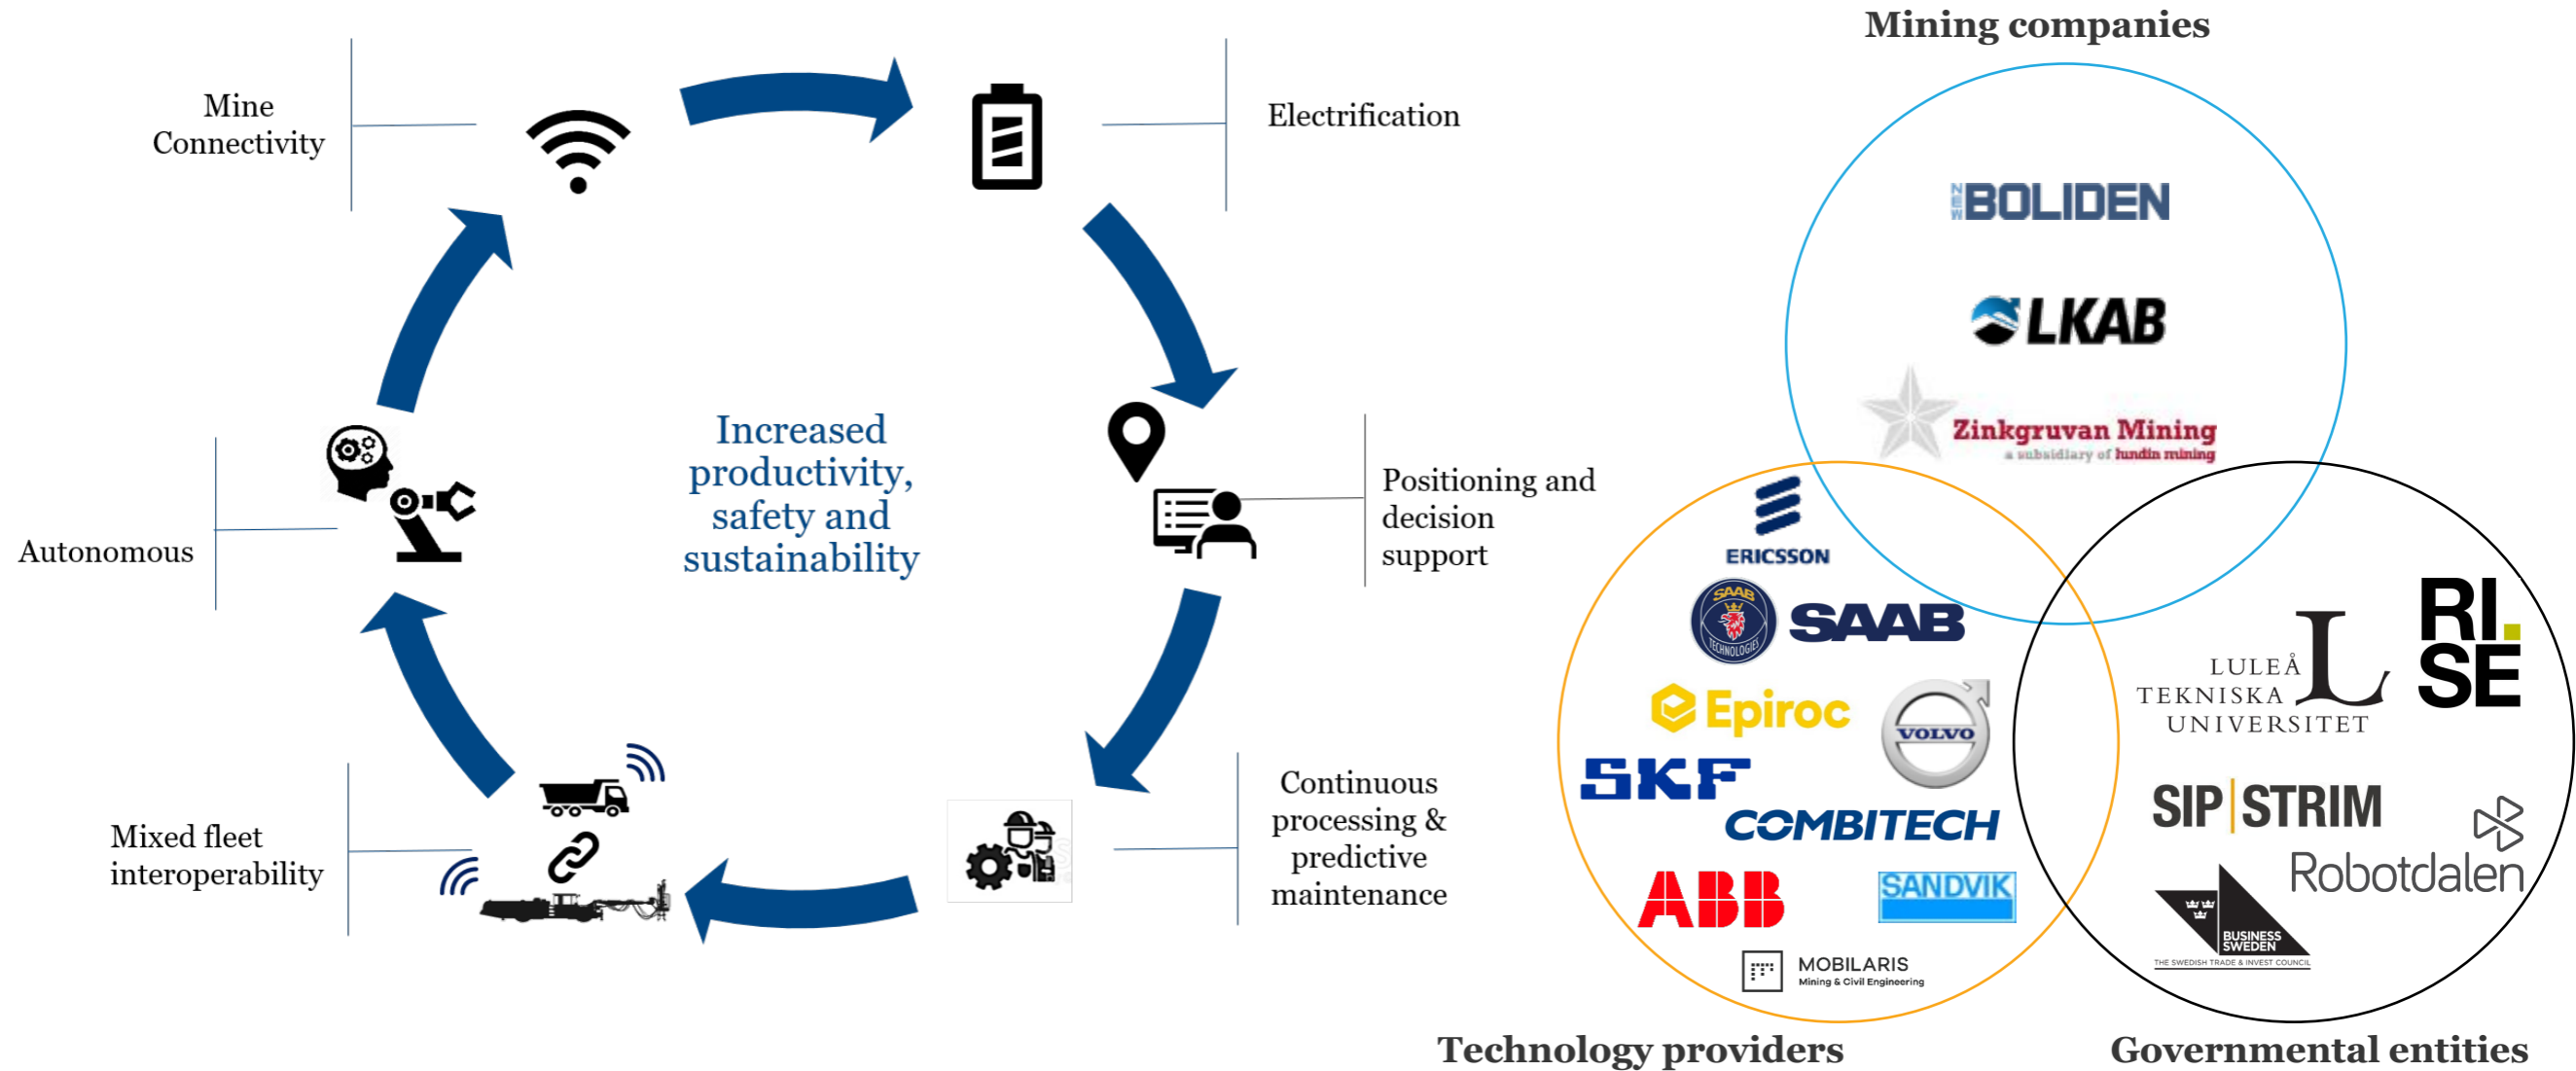 Mine
Connectivity
Electrification
Autonomous
Increased
productivity,
safety and
sustainability
Positioning and
decision
support
Mixed fleet
interoperability
Continuous
processing &
predictive
maintenance
Mining companies
NEW BOLIDEN
LKAB
Zinkgruvan Mining
a subsidiary of lundin mining
ERICSSON
SAAB
TECHNOLOGIES
SAAB
Epiroc
VOLVO
SKF
COMBITECH
ABB
SANDVIK
MOBILARIS
Mining & Civil Engineering
Technology providers
RI.
SE
LULEÅ
TEKNISKA
UNIVERSITET
L
SIP|STRIM
Robotdalen
BUSINESS
SWEDEN
THE SWEDISH TRADE & INVEST COUNCIL
Governmental entities